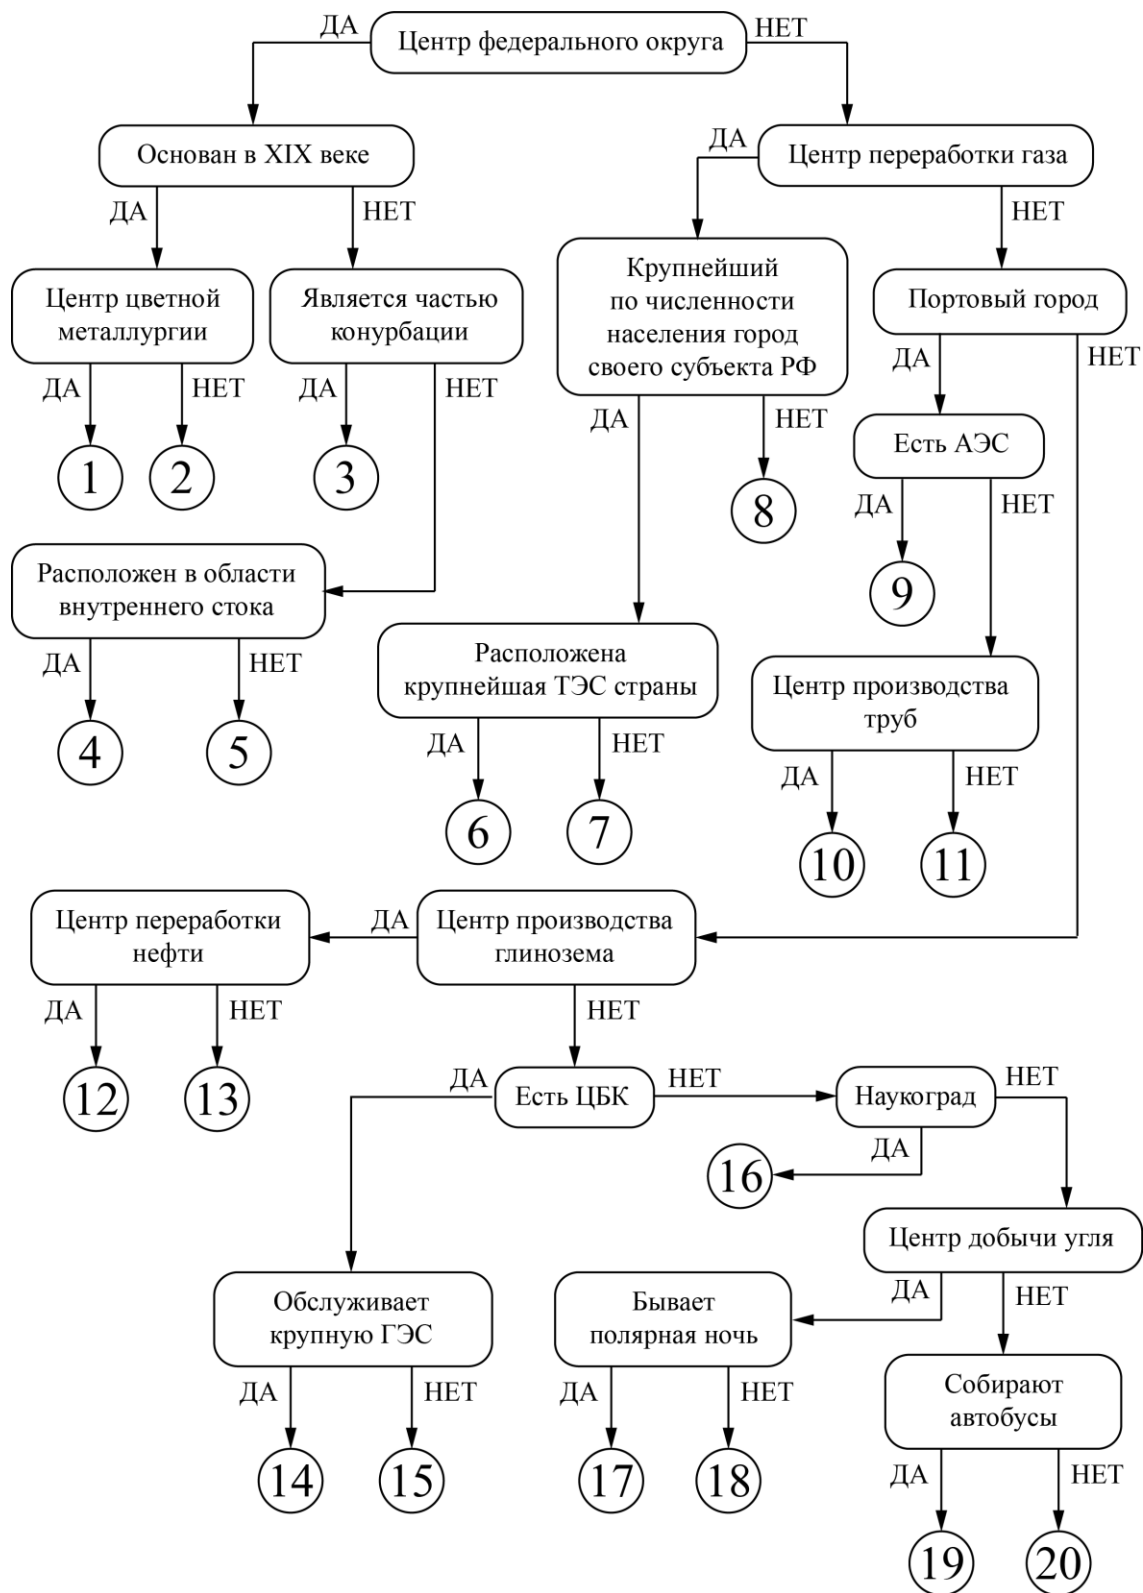 ДА
Центр федерального округа
НЕТ
Основан в XIX веке
ДА
Центр переработки газа
ДА
НЕТ
НЕТ
Центр цветной
металлургии
Является частью
конурбации
Крупнейший
по численности
населения город
своего субъекта РФ
Портовый город
ДА
НЕТ
ДА
НЕТ
ДА
НЕТ
ДА
НЕТ
1
2
3
Есть АЭС
8
ДА
НЕТ
Расположен в области
внутреннего стока
9
ДА
НЕТ
Расположена
крупнейшая ТЭС страны
Центр производства
труб
4
5
ДА
НЕТ
ДА
НЕТ
6
7
10
11
Центр переработки
нефти
ДА
Центр производства
глинозема
ДА
НЕТ
НЕТ
12
13
ДА
Есть ЦБК
НЕТ
Наукоград
НЕТ
ДА
16
Центр добычи угля
Обслуживает
крупную ГЭС
Бывает
полярная ночь
ДА
НЕТ
ДА
НЕТ
ДА
НЕТ
Собирают
автобусы
14
15
17
18
ДА
НЕТ
19
20